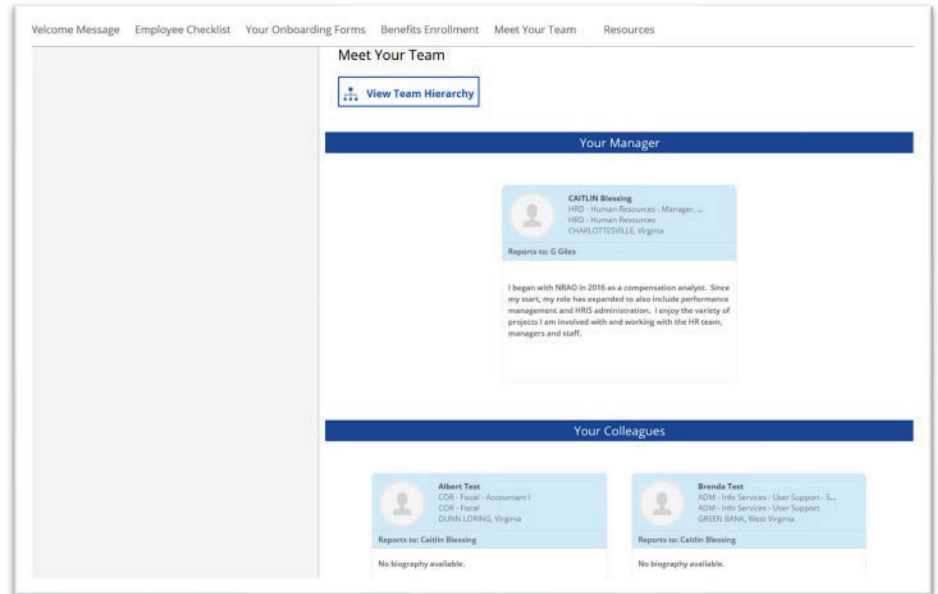 Welcome Message Employee Checklist Your Onboarding Forms Benefits Enrollment Meet Your Team Resources
Meet Your Team
View Team Hierarchy
Your Manager
CAITLIN Blessing
HRD - Human Resources - Manager, ...
HRD - Human Resources
CHARLOTTESVILLE, Virginia
Reports to: G Giles
I began with NRAO in 2016 as a compensation analyst. Since
my start, my role has expanded to also include performance
management and HRIS administration. I enjoy the variety of
projects I am involved with and working with the HR team,
managers and staff.
Your Colleagues
Albert Test
COR - Fiscal - Accountant I
COR - Fiscal
DUNN LORING, Virginia
Reports to: Caitlin Blessing
No biography available.
Brenda Test
ADM - Info Services - User Support - S...
ADM - Info Services - User Support
GREEN BANK, West Virginia
Reports to: Caitlin Blessing
No biography available.